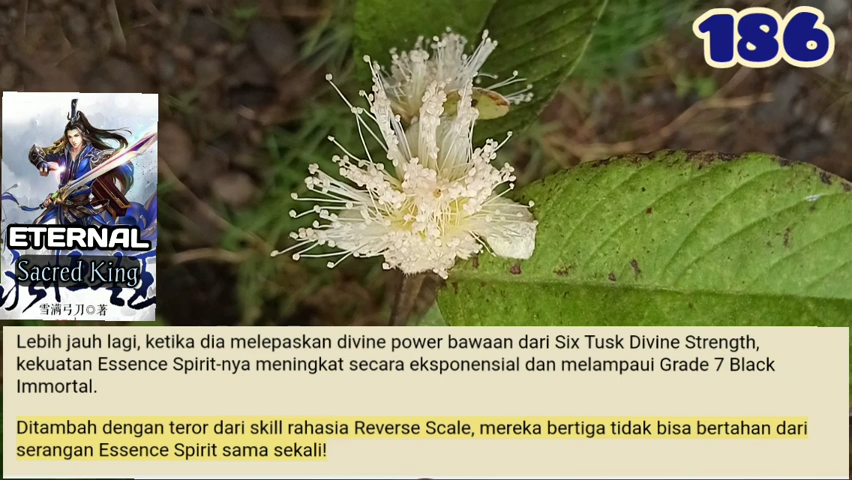 186
ETERNAL
Sacred King
雪满弓刀◎著
Lebih jauh lagi, ketika dia melepaskan divine power bawaan dari Six Tusk Divine Strength,
kekuatan Essence Spirit-nya meningkat secara eksponensial dan melampaui Grade 7 Black
Immortal.
Ditambah dengan teror dari skill rahasia Reverse Scale, mereka bertiga tidak bisa bertahan dari
serangan Essence Spirit sama sekali!